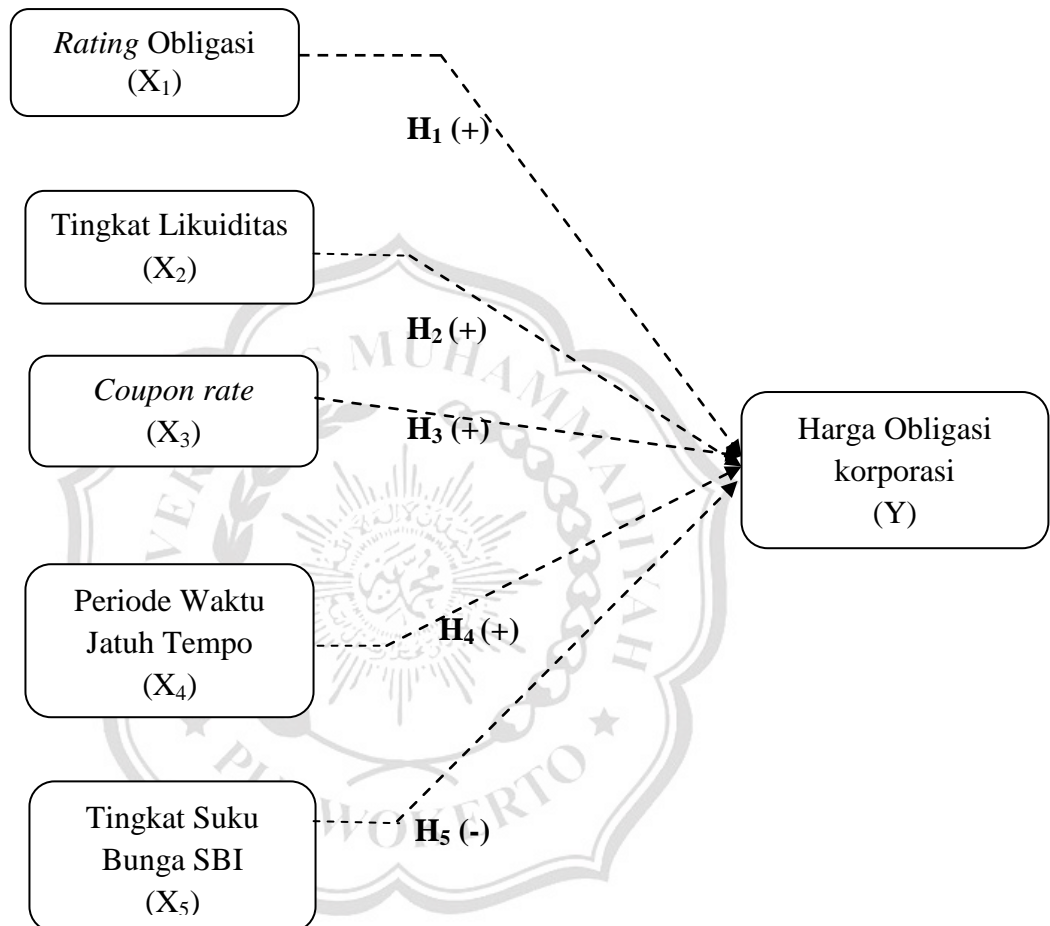 Rating Obligasi
(X₁)
H₁ (+)
Tingkat Likuiditas
(X₂)
H₂ (+)
Coupon rate
(X₃)
H₃ (+)
Harga Obligasi
korporasi
(Y)
Periode Waktu
Jatuh Tempo
(X₄)
H₄ (+)
Tingkat Suku
Bunga SBI
(X₅)
H₅ (-)
MUHAMMADIYAH